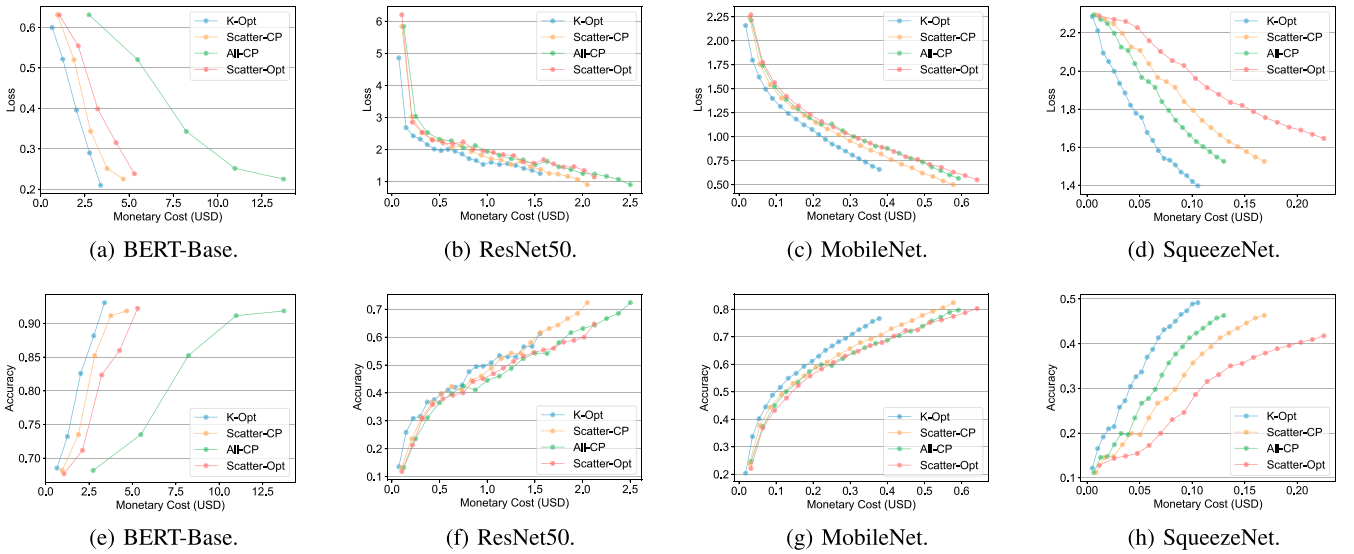 0.6
0.5
0.4
0.3
0.2
Loss
0.0 2.5 5.0 7.5 10.0 12.5
Monetary Cost (USD)
K-Opt
Scatter-CP
All-CP
Scatter-Opt
(a) BERT-Base.
6
5
4
3
2
1
Loss
0.0 0.5 1.0 1.5 2.0 2.5
Monetary Cost (USD)
K-Opt
Scatter-CP
All-CP
Scatter-Opt
(b) ResNet50.
2.25
2.00
1.75
1.50
1.25
1.00
0.75
0.50
Loss
0.0 0.1 0.2 0.3 0.4 0.5 0.6
Monetary Cost (USD)
K-Opt
Scatter-CP
All-CP
Scatter-Opt
(c) MobileNet.
2.2
2.0
1.8
1.6
1.4
Loss
0.00 0.05 0.10 0.15 0.20
Monetary Cost (USD)
K-Opt
Scatter-CP
All-CP
Scatter-Opt
(d) SqueezeNet.
0.90
0.85
0.80
0.75
0.70
Accuracy
0.0 2.5 5.0 7.5 10.0 12.5
Monetary Cost (USD)
K-Opt
Scatter-CP
All-CP
Scatter-Opt
(e) BERT-Base.
0.7
0.6
0.5
0.4
0.3
0.2
0.1
Accuracy
0.0 0.5 1.0 1.5 2.0 2.5
Monetary Cost (USD)
K-Opt
Scatter-CP
All-CP
Scatter-Opt
(f) ResNet50.
0.8
0.7
0.6
0.5
0.4
0.3
0.2
Accuracy
0.0 0.1 0.2 0.3 0.4 0.5 0.6
Monetary Cost (USD)
K-Opt
Scatter-CP
All-CP
Scatter-Opt
(g) MobileNet.
0.5
0.4
0.3
0.2
0.1
Accuracy
0.00 0.05 0.10 0.15 0.20
Monetary Cost (USD)
K-Opt
Scatter-CP
All-CP
Scatter-Opt
(h) SqueezeNet.